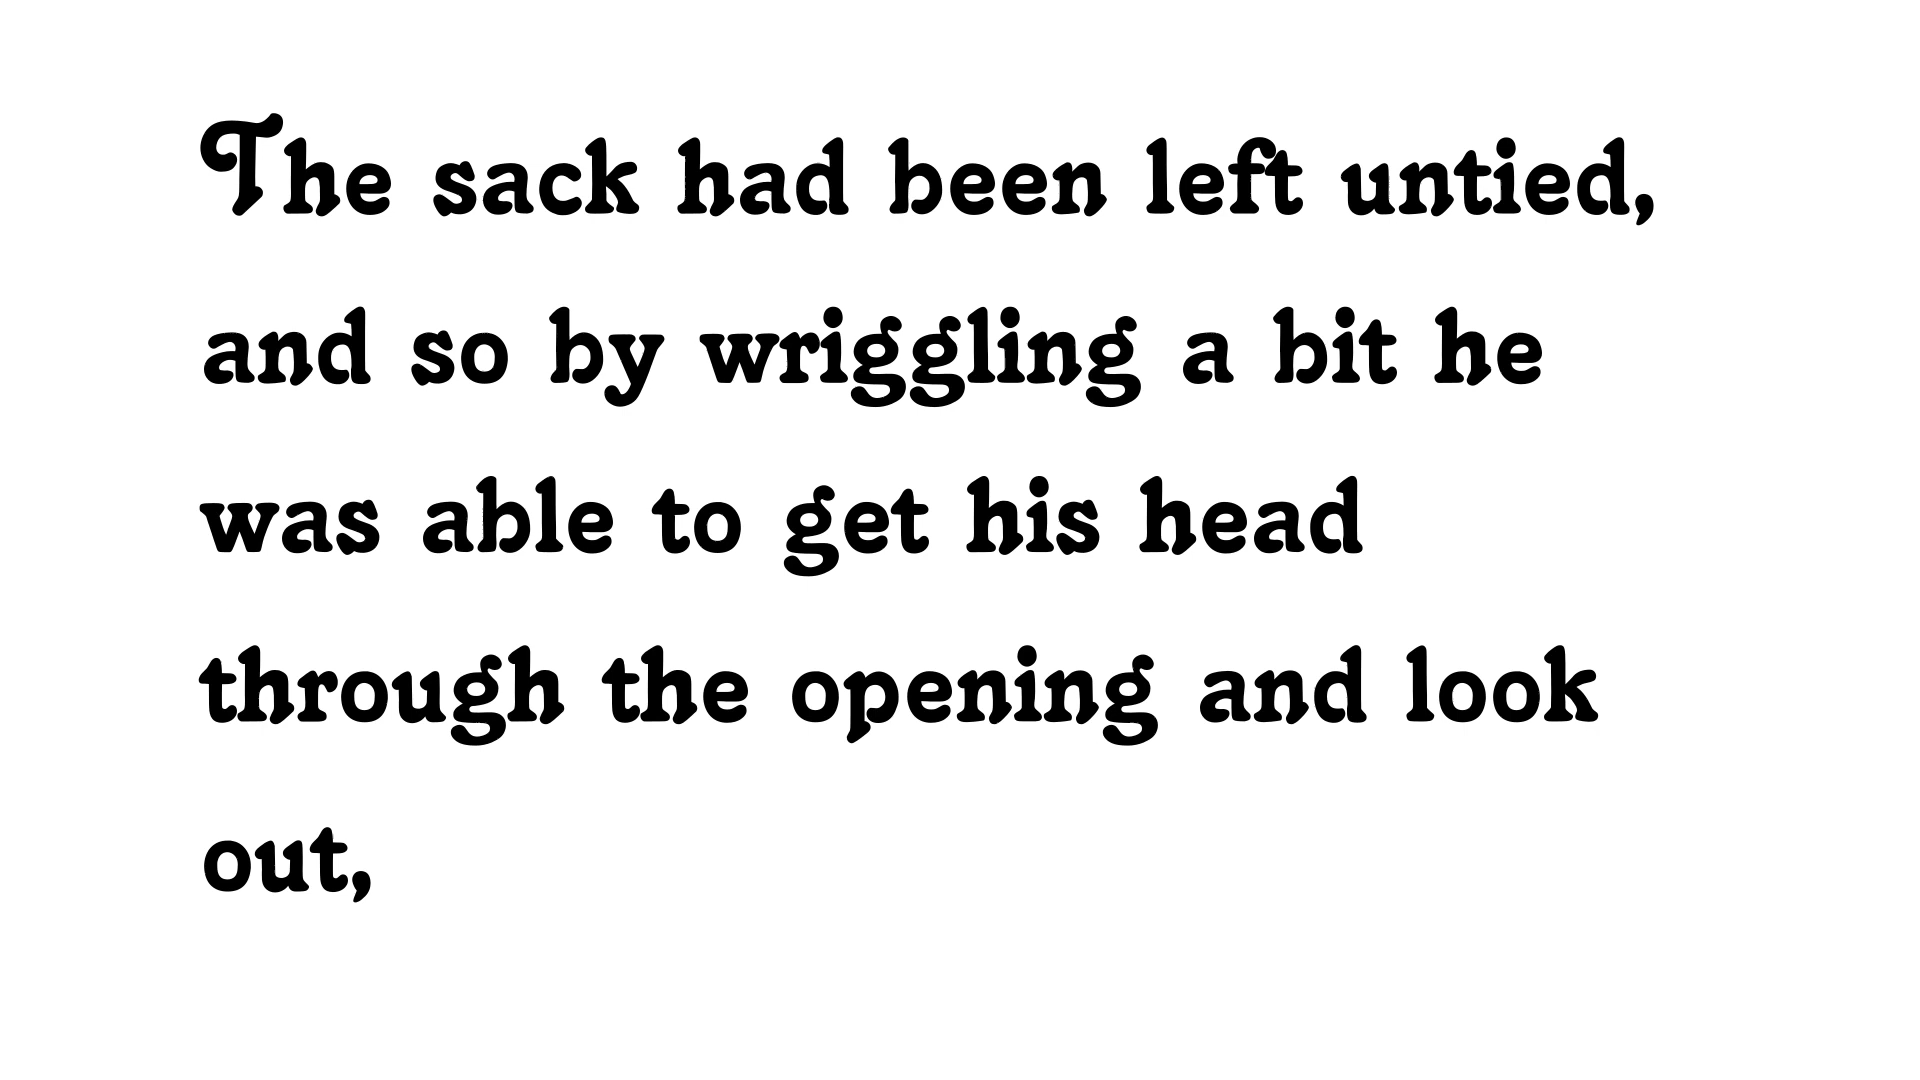 The sack had been left untied,
and so by wriggling a bit he
was able to get his head
through the opening and look
out,